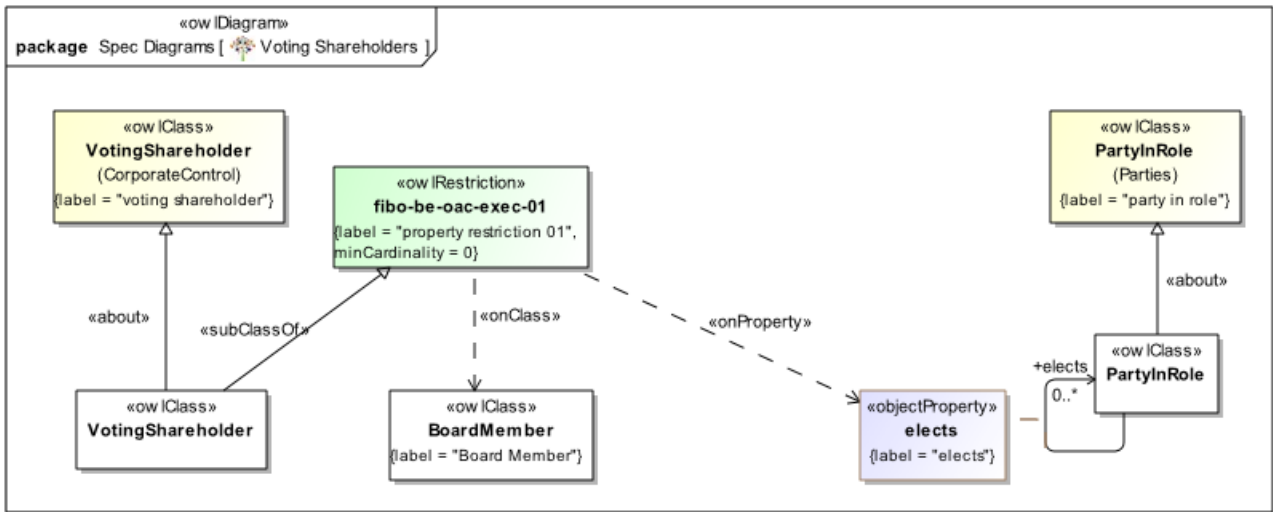 «owlDiagram»
package Spec Diagrams [ Voting Shareholders ]
«owlClass»
VotingShareholder
(CorporateControl)
{label = "voting shareholder"}
«owlRestriction»
fibo-be-oac-exec-01
{label = "property restriction 01",
minCardinality = 0}
«owlClass»
PartyInRole
(Parties)
{label = "party in role"}
«about»
«subClassOf»
«onClass»
«onProperty»
«about»
«owlClass»
VotingShareholder
«owlClass»
BoardMember
{label = "Board Member"}
«objectProperty»
elects
{label = "elects"}
+elects
0..*
«owlClass»
PartyInRole